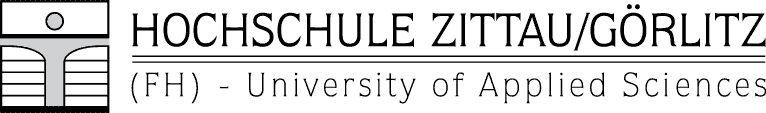 HOCHSCHULE ZITTAU/GÖRLITZ
(FH) - University of Applied Sciences